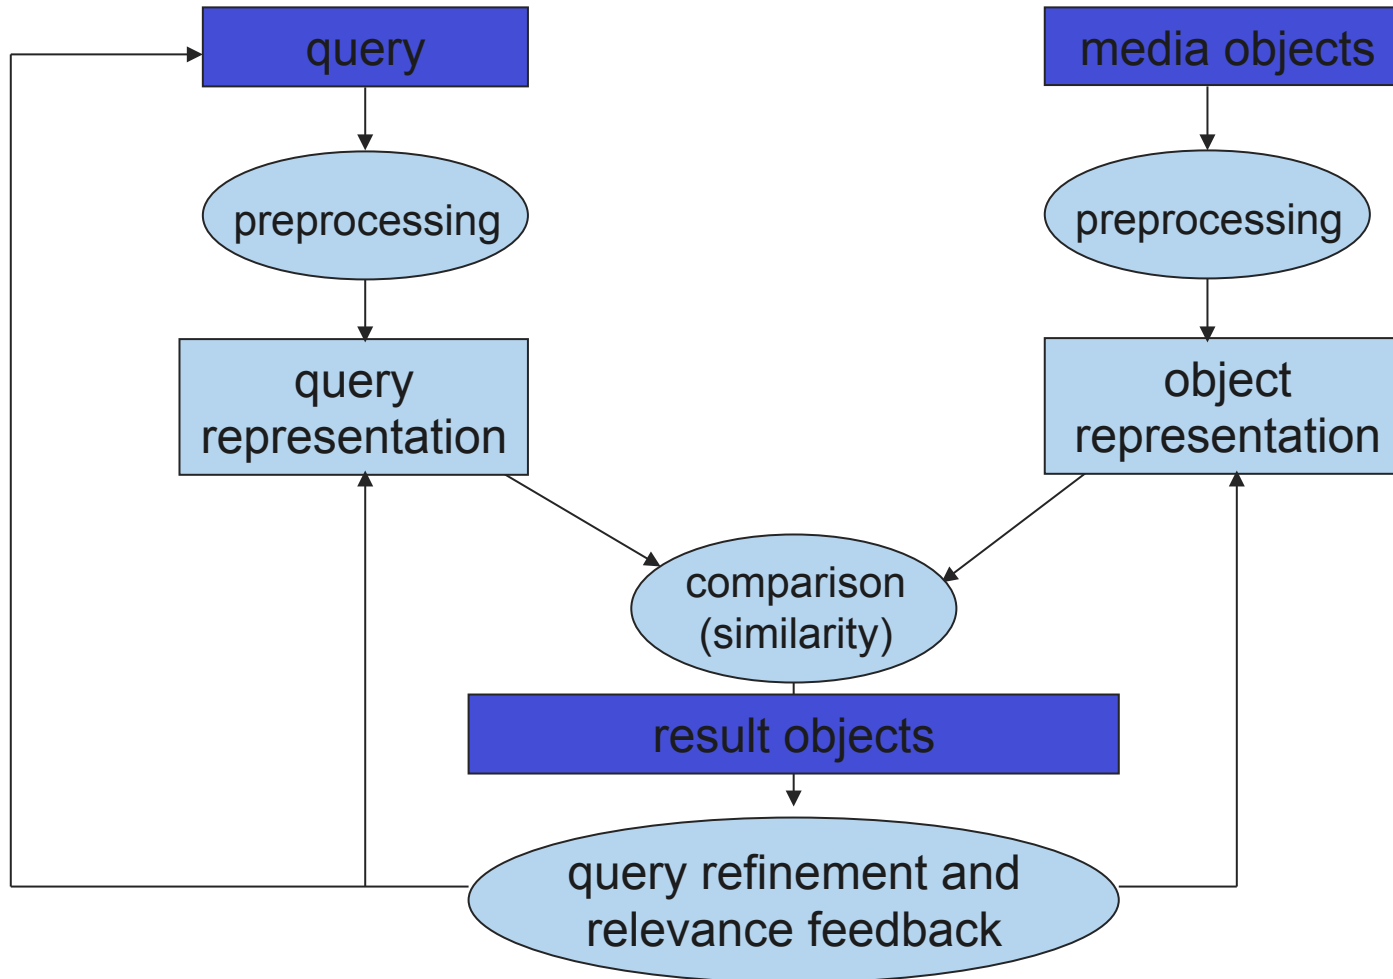 query
media objects
preprocessing
preprocessing
query
representation
object
representation
comparison
(similarity)
result objects
query refinement and
relevance feedback